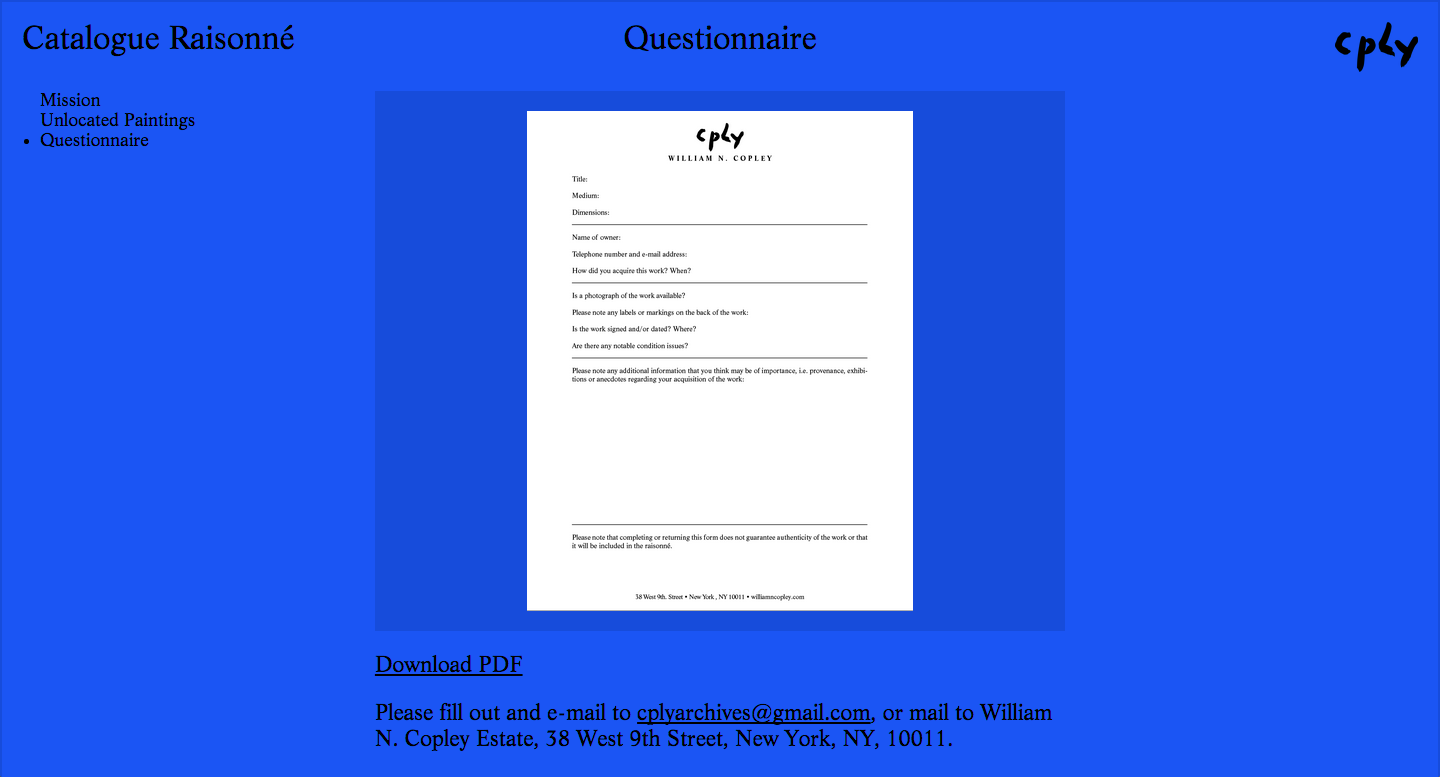 Catalogue Raisonné
Questionnaire
cply
Mission
Unlocated Paintings
• Questionnaire
cply
WILLIAM N. COPLEY
Title:
Medium:
Dimensions:
Name of owner:
Telephone number and e-mail address:
How did you acquire this work? When?
Is a photograph of the work available?
Please note any labels or markings on the back of the work:
Is the work signed and/or dated? Where?
Are there any notable condition issues?
Please note any additional information that you think may be of importance, i.e. provenance, exhibi-
tions or anecdotes regarding your acquisition of the work:
Please note that completing or returning this form does not guarantee authenticity of the work or that
it will be included in the raisonné.
38 West 9th. Street • New York , NY 10011 • williamncopley.com
Download PDF
Please fill out and e-mail to cplyarchives@gmail.com, or mail to William
N. Copley Estate, 38 West 9th Street, New York, NY, 10011.